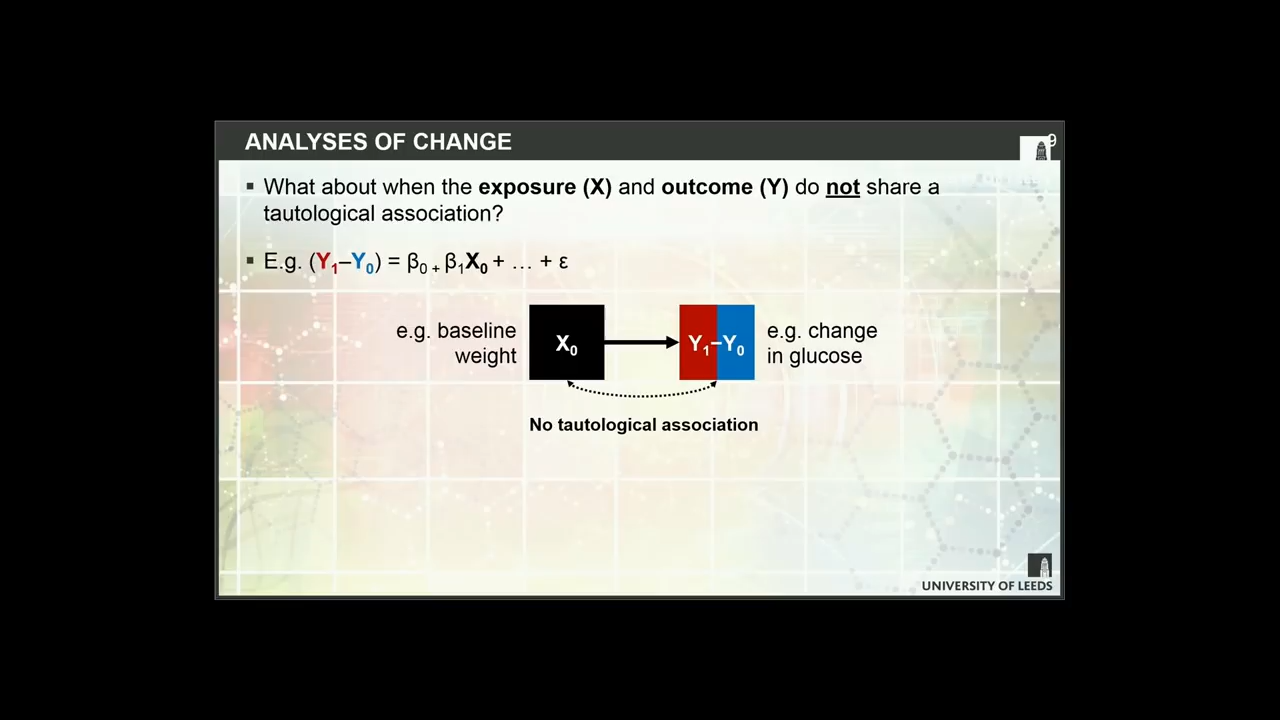 ANALYSES OF CHANGE
9
▪ What about when the exposure (X) and outcome (Y) do not share a
tautological association?
▪ E.g. (Y₁–Y₀) = β₀ ₊ β₁X₀ + … + ε
e.g. baseline
weight
X₀
Y₁–Y₀
e.g. change
in glucose
No tautological association
UNIVERSITY OF LEEDS